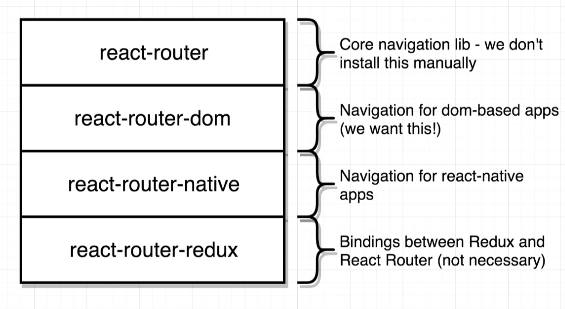 react-router
Core navigation lib - we don't
install this manually
react-router-dom
Navigation for dom-based apps
(we want this!)
react-router-native
Navigation for react-native
apps
react-router-redux
Bindings between Redux and
React Router (not necessary)